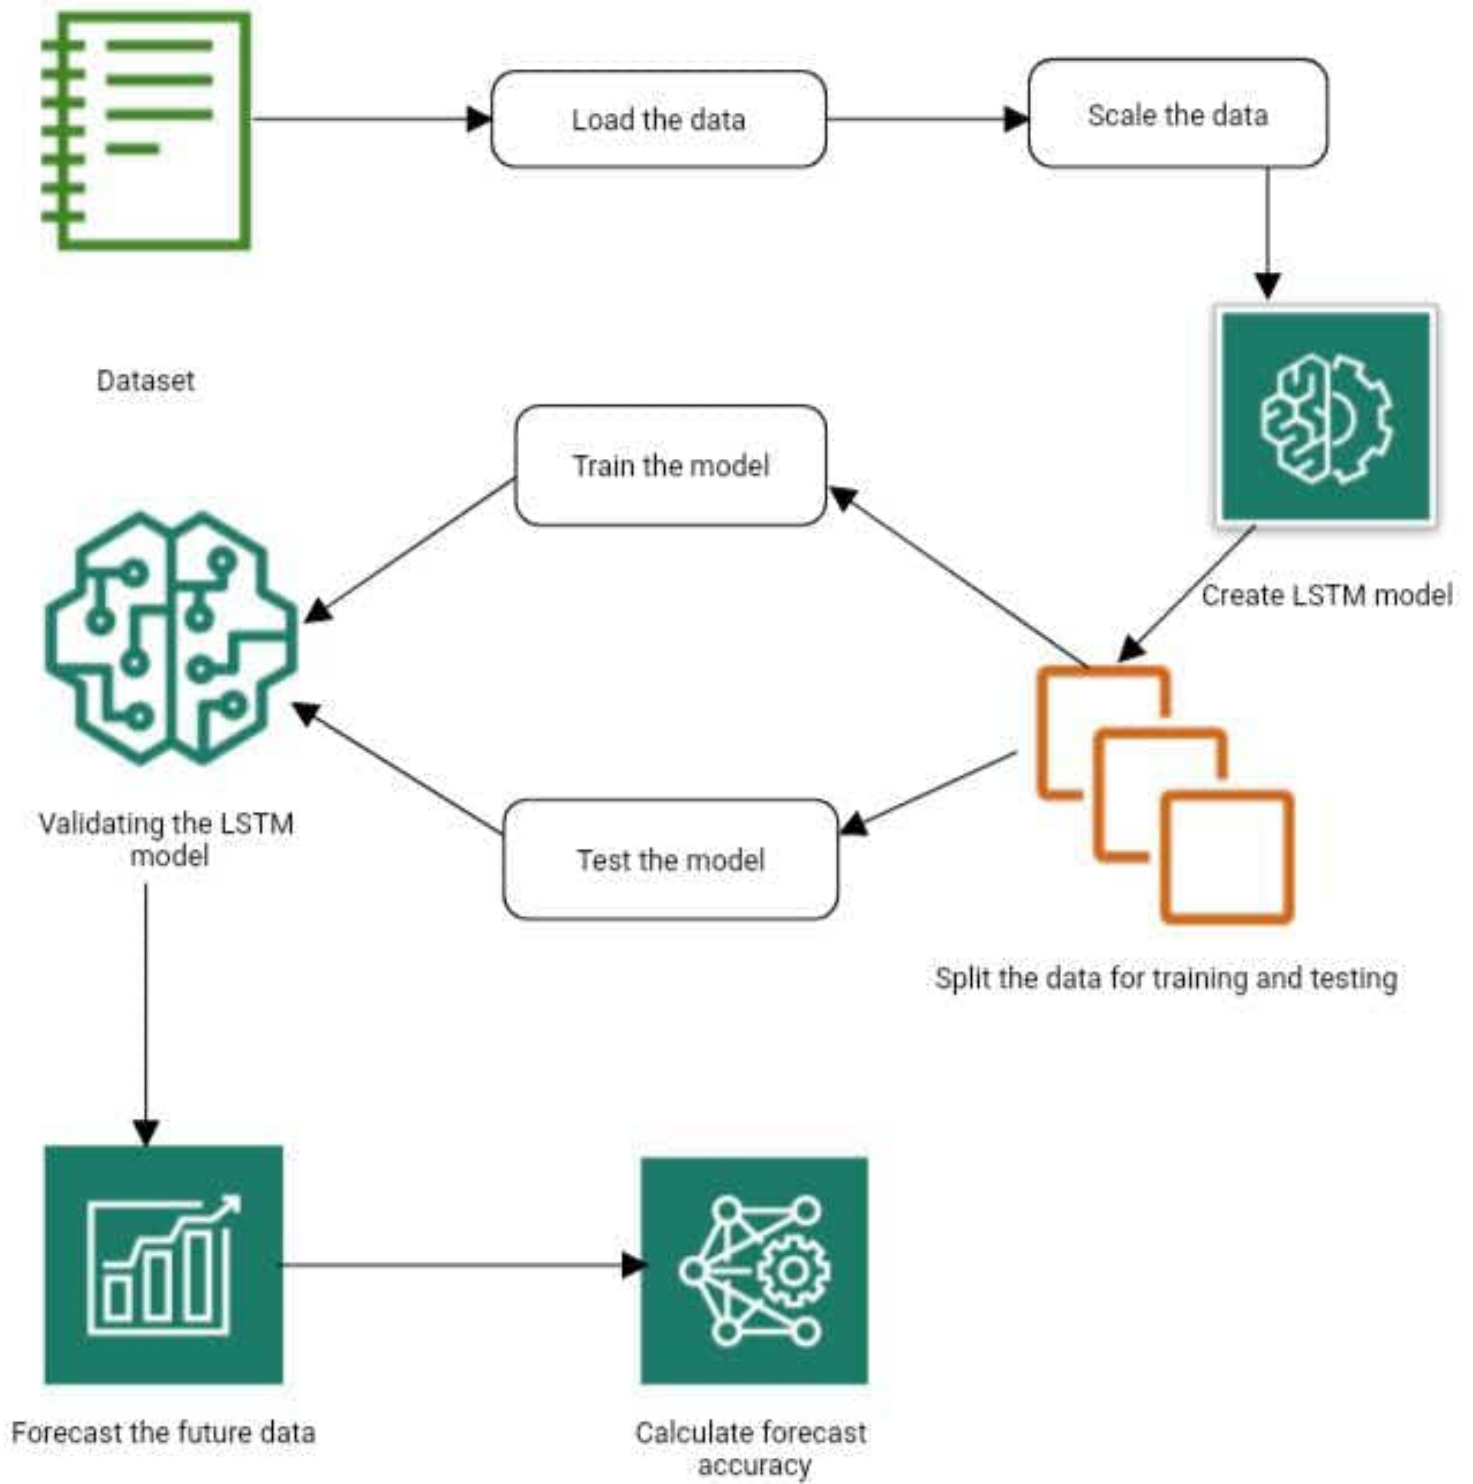 Load the data
Scale the data
Dataset
Train the model
Create LSTM model
Validating the LSTM
model
Test the model
Split the data for training and testing
Forecast the future data
Calculate forecast
accuracy